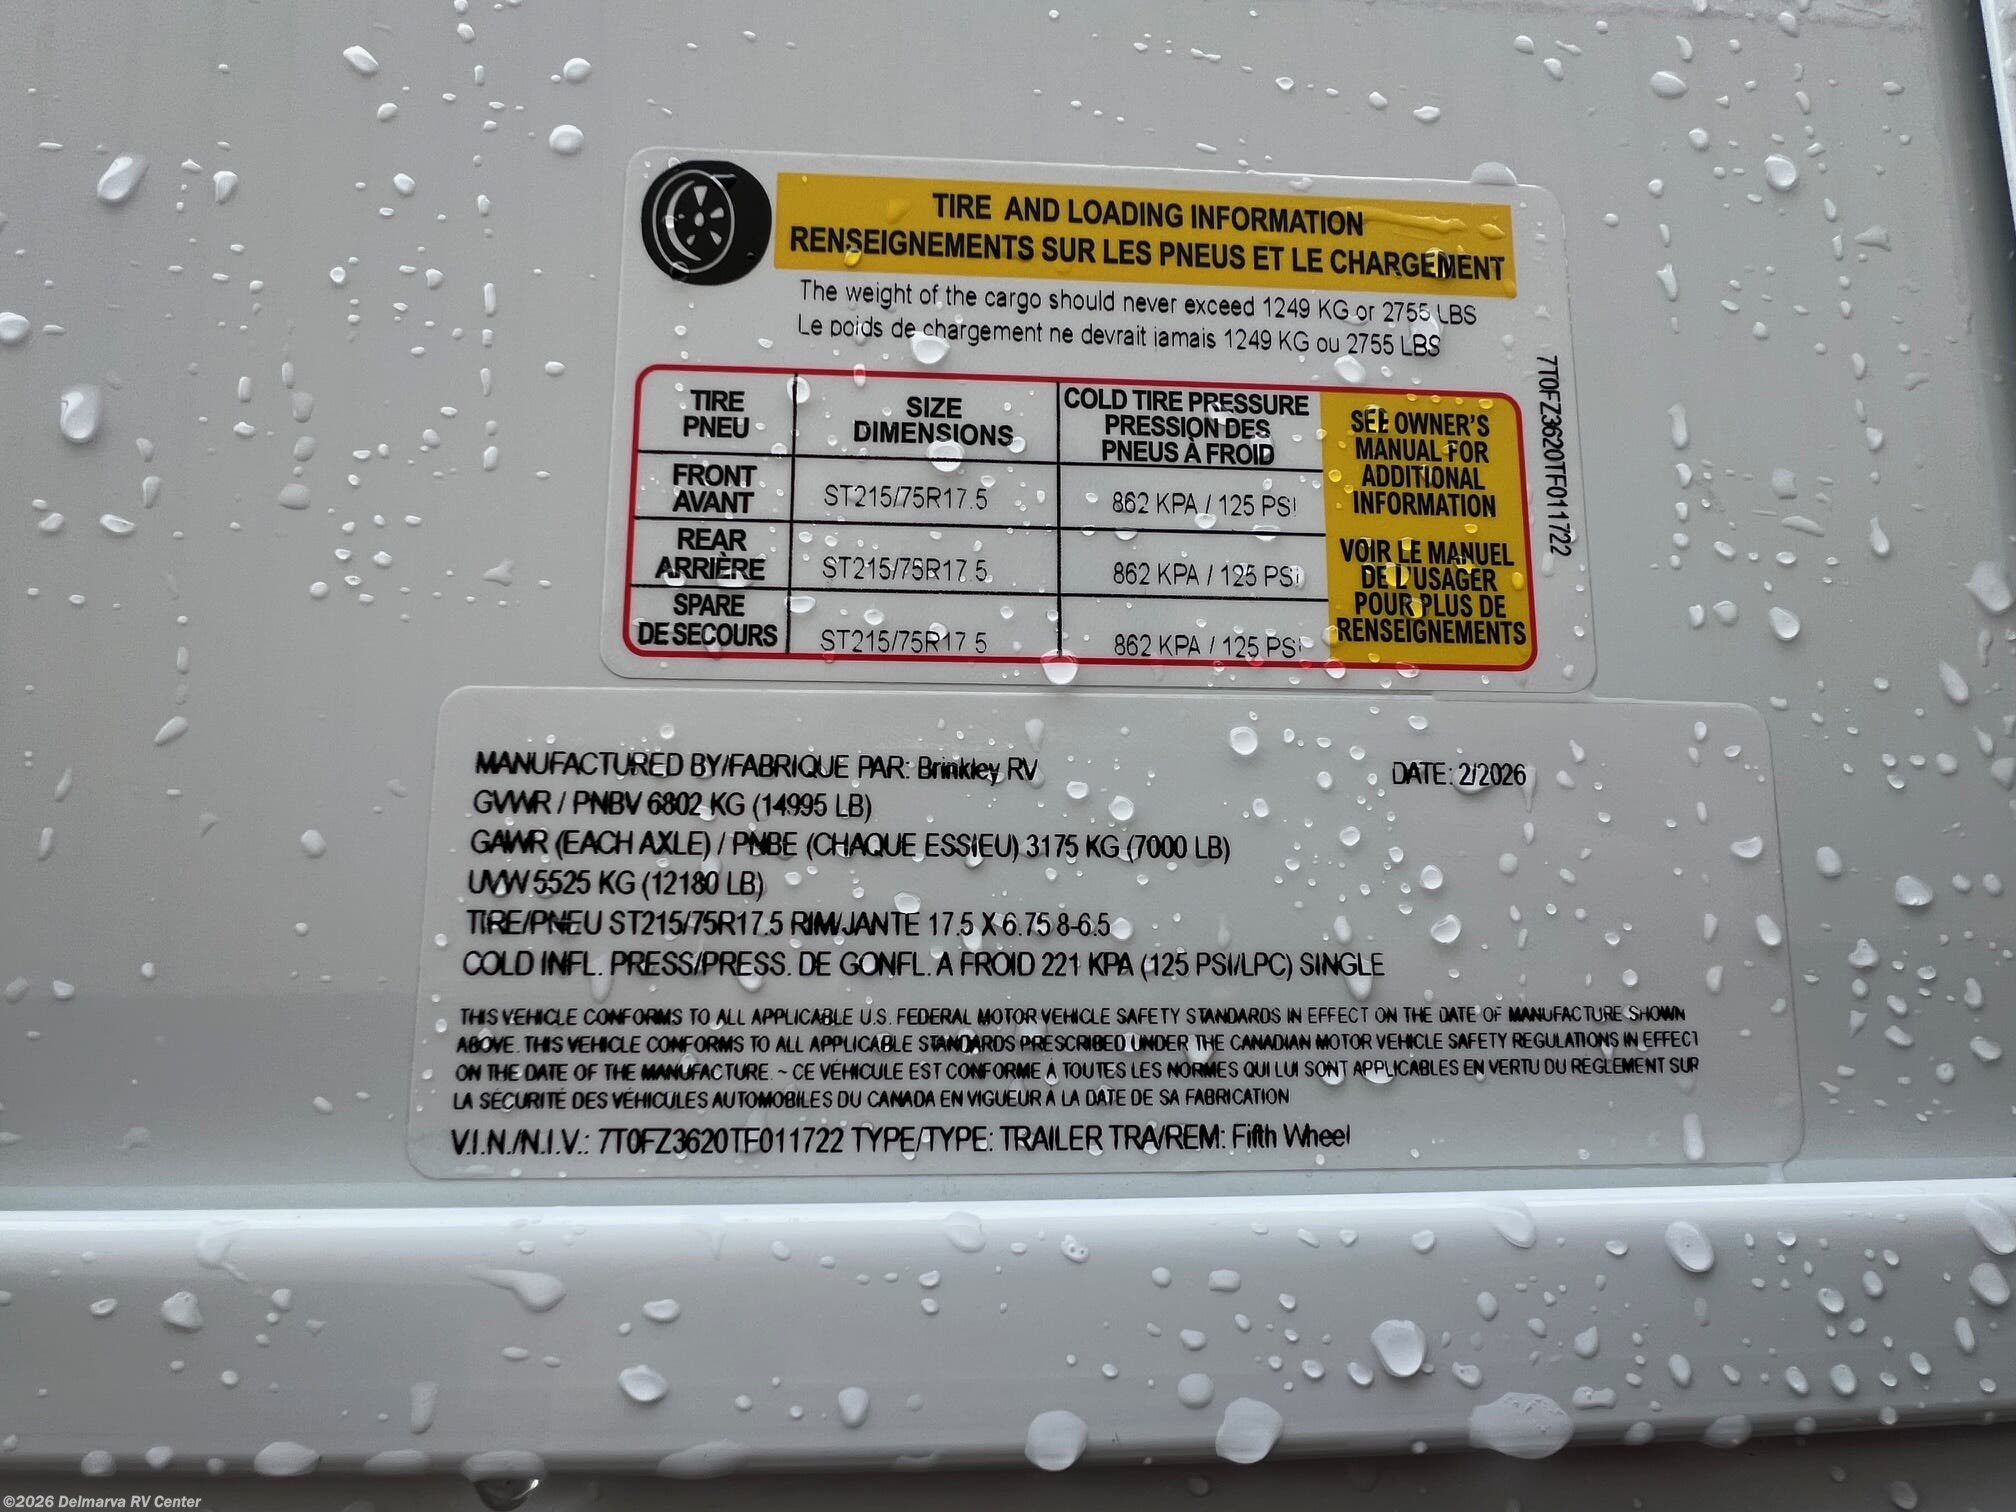 TIRE AND LOADING INFORMATION
RENSEIGNEMENTS SUR LES PNEUS ET LE CHARGEMENT
The weight of the cargo should never exceed 1249 KG or 2755 LBS
Le poids de chargement ne devrait jamais 1249 KG ou 2755 LBS
TIRE
PNEU
SIZE
DIMENSIONS
COLD TIRE PRESSURE
PRESSION DES
PNEUS À FROID
FRONT
AVANT
ST215/75R17.5
862 KPA / 125 PSI
REAR
ARRIÈRE
ST215/75R17.5
862 KPA / 125 PSI
SPARE
DE SECOURS
ST215/75R17.5
862 KPA / 125 PSI
SEE OWNER'S
MANUAL FOR
ADDITIONAL
INFORMATION
VOIR LE MANUEL
DE L'USAGER
POUR PLUS DE
RENSEIGNEMENTS
7T0FZ3620TF011722
MANUFACTURED BY/FABRIQUE PAR: Brinkley RV DATE: 2/2026
GVWR / PNBV 6802 KG (14995 LB)
GAWR (EACH AXLE) / PNBE (CHAQUE ESSIEU) 3175 KG (7000 LB)
UVW 5525 KG (12180 LB)
TIRE/PNEU ST215/75R17.5 RIM/JANTE 17.5 X 6.75 8-6.5
COLD INFL. PRESS/PRESS. DE GONFL. A FROID 221 KPA (125 PSI/LPC) SINGLE
THIS VEHICLE CONFORMS TO ALL APPLICABLE U.S. FEDERAL MOTOR VEHICLE SAFETY STANDARDS IN EFFECT ON THE DATE OF MANUFACTURE SHOWN
ABOVE. THIS VEHICLE CONFORMS TO ALL APPLICABLE STANDARDS PRESCRIBED UNDER THE CANADIAN MOTOR VEHICLE SAFETY REGULATIONS IN EFFECT
ON THE DATE OF THE MANUFACTURE. ~ CE VÉHICULE EST CONFORME À TOUTES LES NORMES QUI LUI SONT APPLICABLES EN VERTU DU RÈGLEMENT SUR
LA SÉCURITÉ DES VÉHICULES AUTOMOBILES DU CANADA EN VIGUEUR À LA DATE DE SA FABRICATION
V.I.N./N.I.V.: 7T0FZ3620TF011722 TYPE/TYPE: TRAILER TRA/REM: Fifth Wheel
©2026 Delmarva RV Center